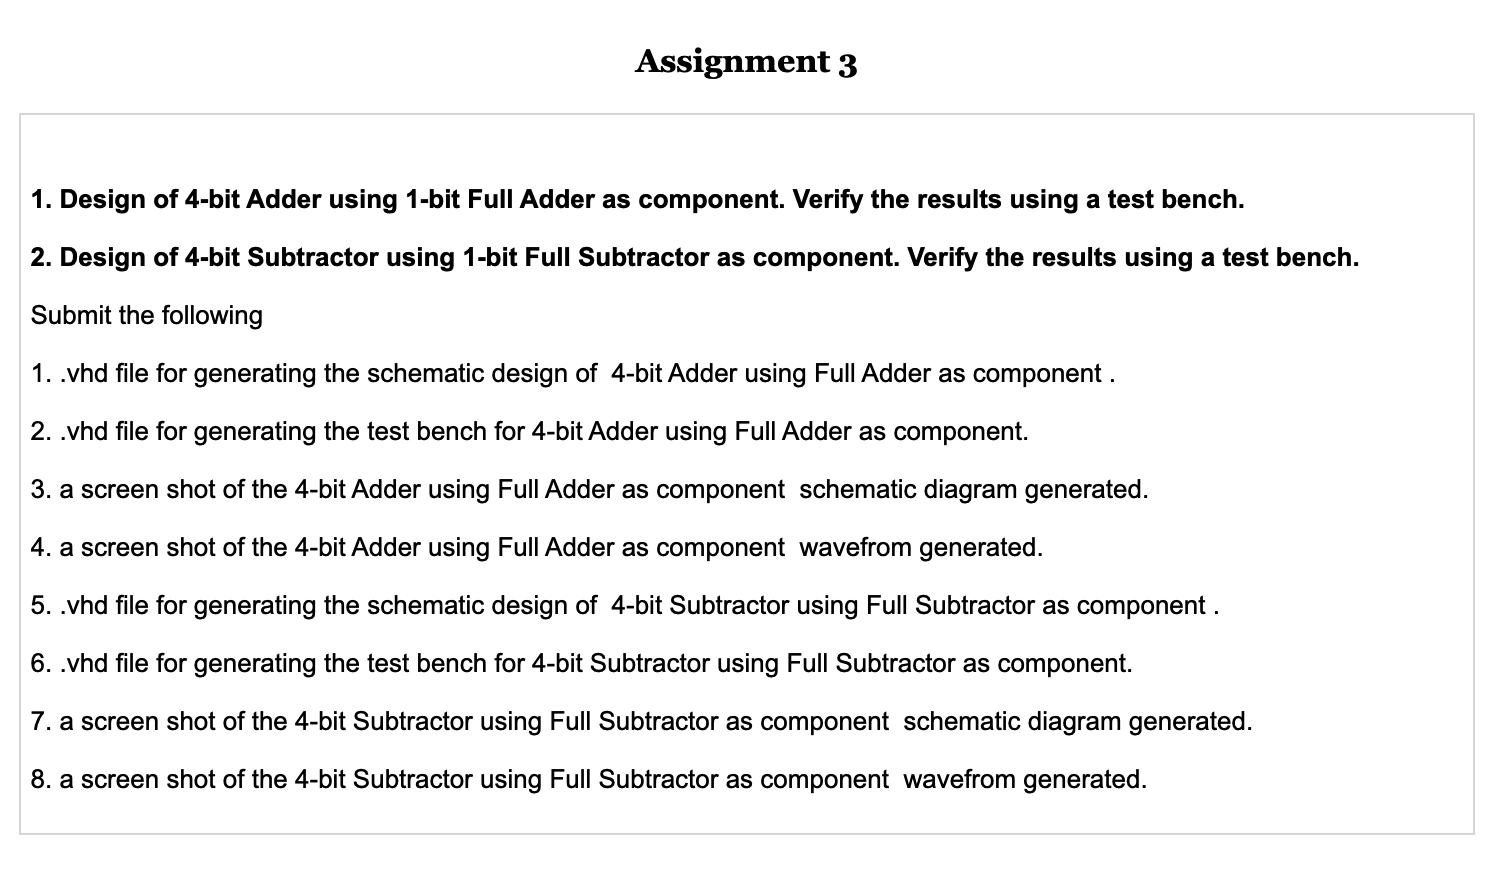 Assignment 3
1. Design of 4-bit Adder using 1-bit Full Adder as component. Verify the results using a test bench.
2. Design of 4-bit Subtractor using 1-bit Full Subtractor as component. Verify the results using a test bench.
Submit the following
1. .vhd file for generating the schematic design of  4-bit Adder using Full Adder as component .
2. .vhd file for generating the test bench for 4-bit Adder using Full Adder as component.
3. a screen shot of the 4-bit Adder using Full Adder as component  schematic diagram generated.
4. a screen shot of the 4-bit Adder using Full Adder as component  wavefrom generated.
5. .vhd file for generating the schematic design of  4-bit Subtractor using Full Subtractor as component .
6. .vhd file for generating the test bench for 4-bit Subtractor using Full Subtractor as component.
7. a screen shot of the 4-bit Subtractor using Full Subtractor as component  schematic diagram generated.
8. a screen shot of the 4-bit Subtractor using Full Subtractor as component  wavefrom generated.